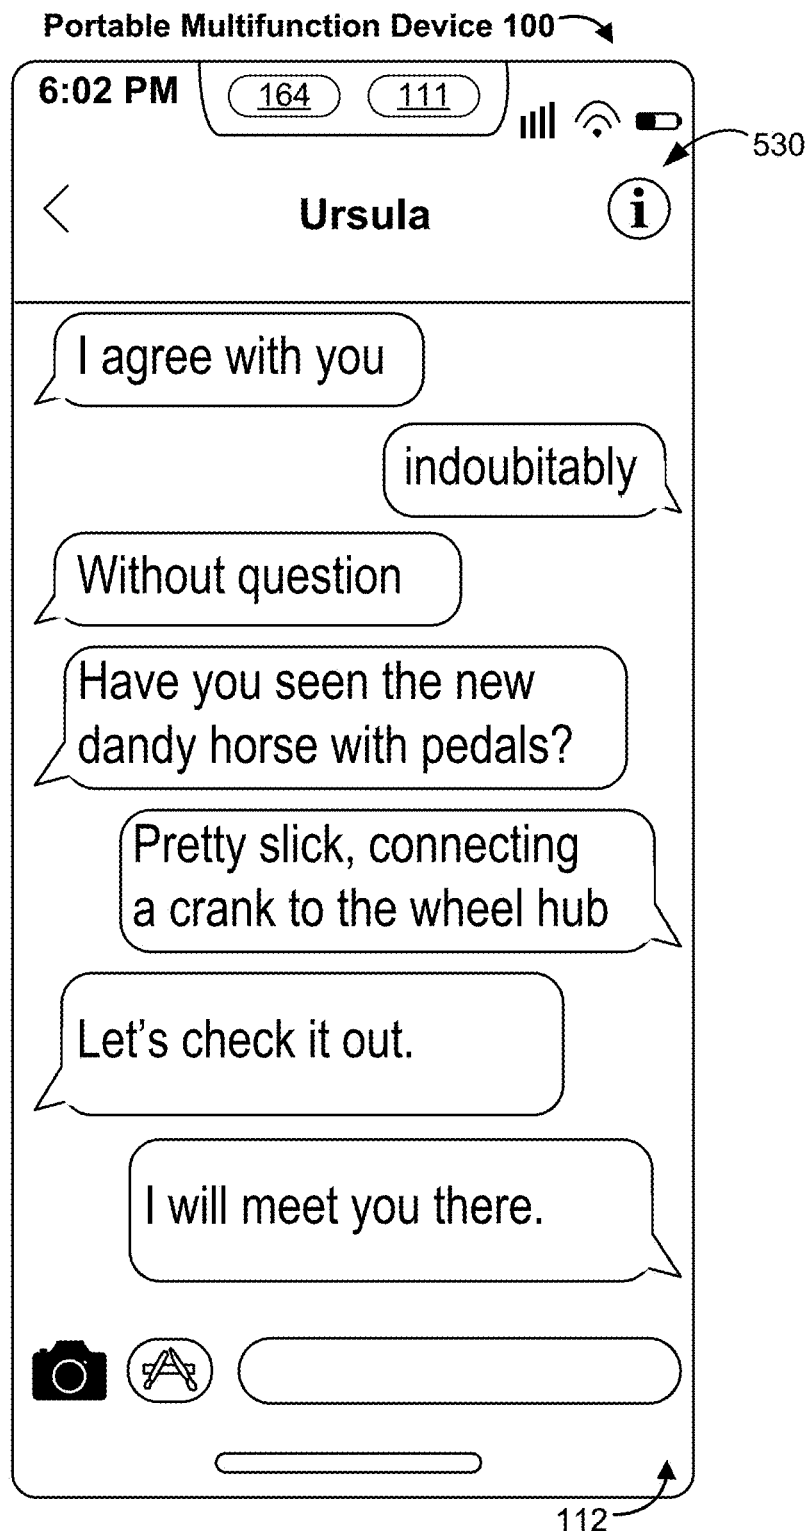 Portable Multifunction Device 100
6:02 PM
164
111
530
Ursula
i
I agree with you
indoubitably
Without question
Have you seen the new
dandy horse with pedals?
Pretty slick, connecting
a crank to the wheel hub
Let's check it out.
I will meet you there.
112